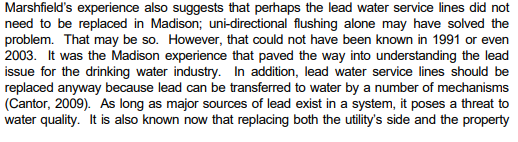 Marshfield's experience also suggests that perhaps the lead water service lines did not
need to be replaced in Madison; uni-directional flushing alone may have solved the
problem.  That may be so.  However, that could not have been known in 1991 or even
2003.  It was the Madison experience that paved the way into understanding the lead
issue for the drinking water industry.  In addition, lead water service lines should be
replaced anyway because lead can be transferred to water by a number of mechanisms
(Cantor, 2009).  As long as major sources of lead exist in a system, it poses a threat to
water quality.  It is also known now that replacing both the utility's side and the property